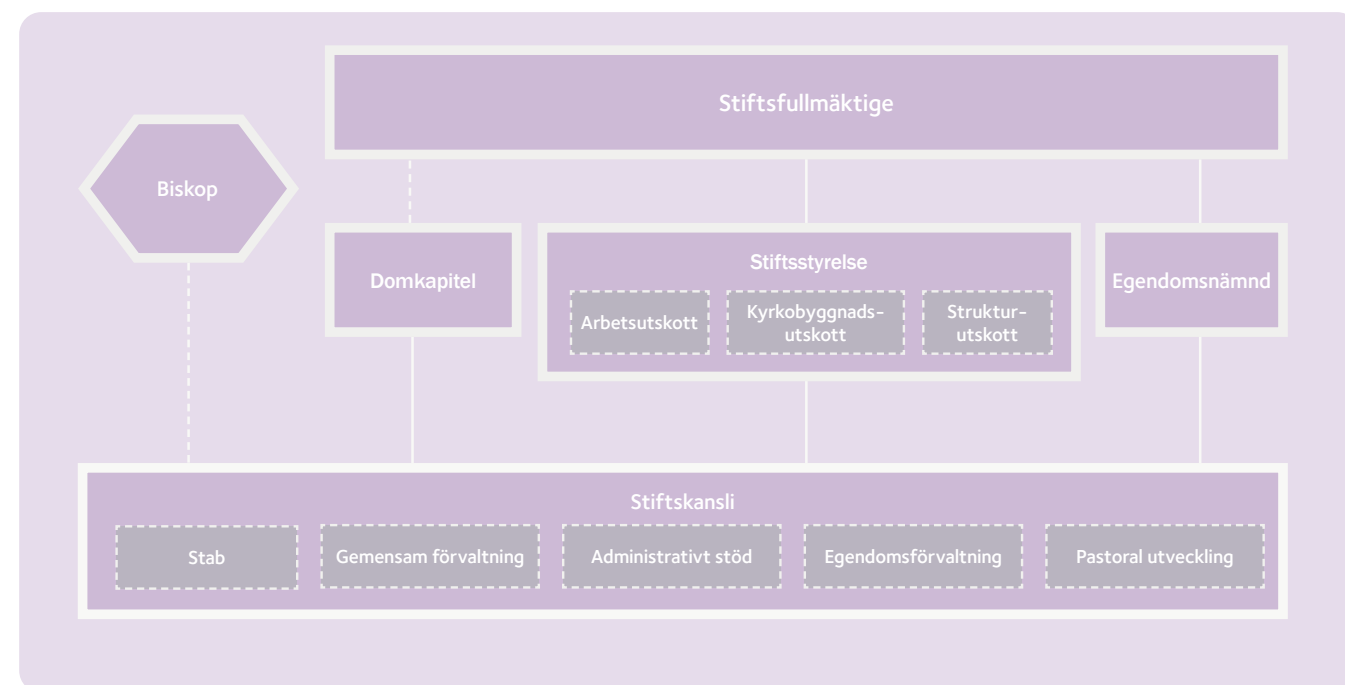 Stiftsfullmäktige
Biskop
Domkapitel
Stiftsstyrelse
Arbetsutskott
Kyrkobyggnads-
utskott
Struktur-
utskott
Egendomsnämnd
Stiftskansli
Stab
Gemensam förvaltning
Administrativt stöd
Egendomsförvaltning
Pastoral utveckling